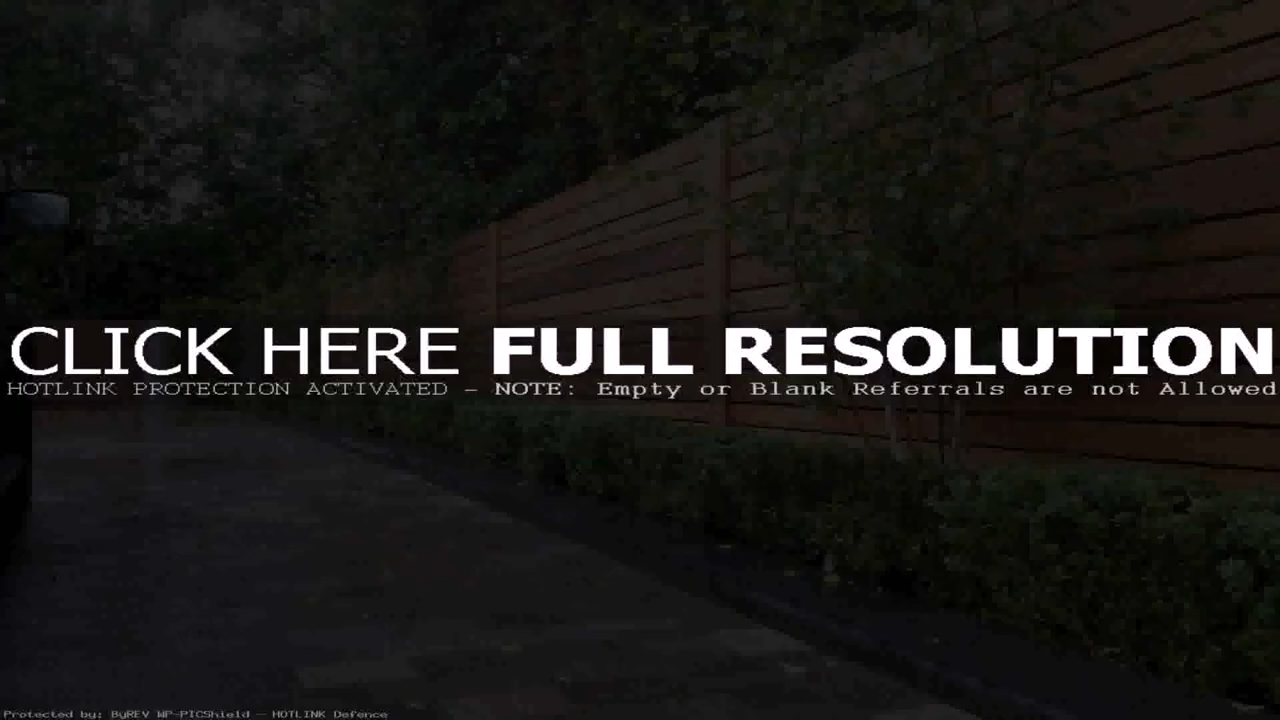 CLICK HERE FULL RESOLUTION
HOTLINK PROTECTION ACTIVATED – NOTE: Empty or Blank Referrals are not Allowed
Protected by: ByREV WP-PICShield – HOTLINK Defence